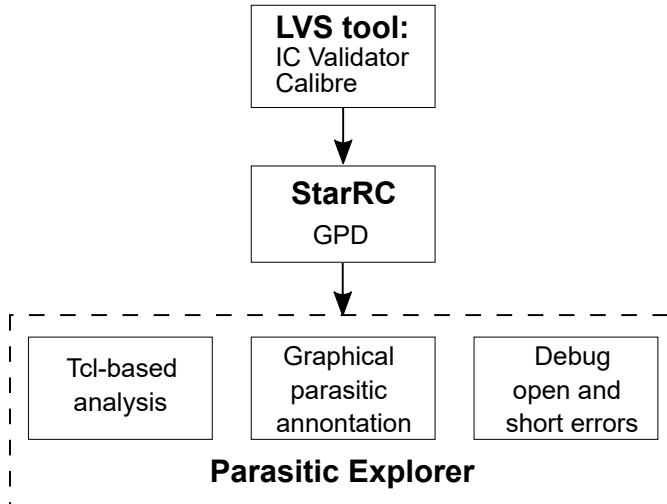 LVS tool:
IC Validator
Calibre
StarRC
GPD
Tcl-based
analysis
Graphical
parasitic
annontation
Debug
open and
short errors
Parasitic Explorer